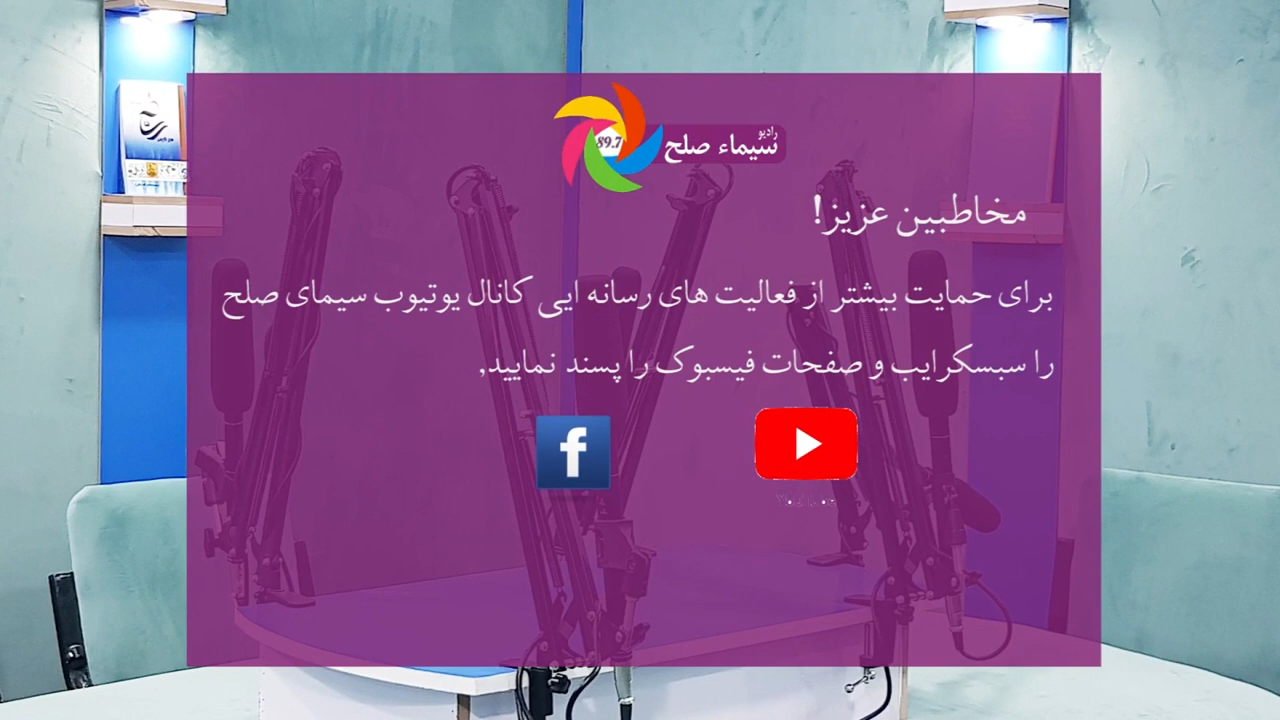 رادیو
سیماء صلح
89.7
مخاطبین عزیز!
برای حمایت بیشتر از فعالیت های رسانه ایی کانال یوتیوب سیمای صلح
را سبسکرایب و صفحات فیسبوک را پسند نمایید,
f